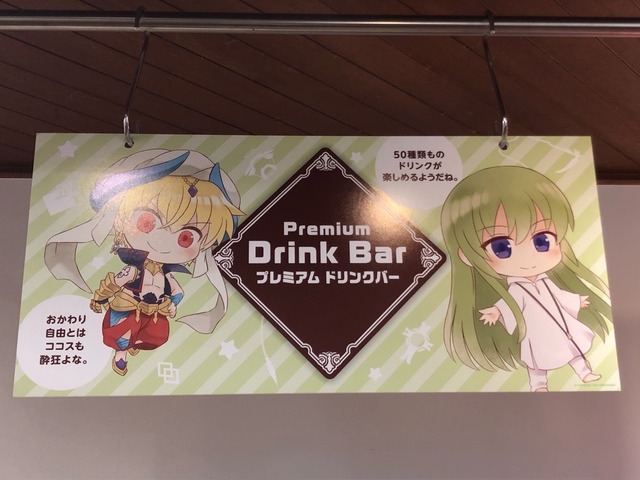 50種類もの
ドリンクが
楽しめるようだね。
Premium
Drink Bar
プレミアム ドリンクバー
おかわり
自由とは
ココスも
酔狂よな。